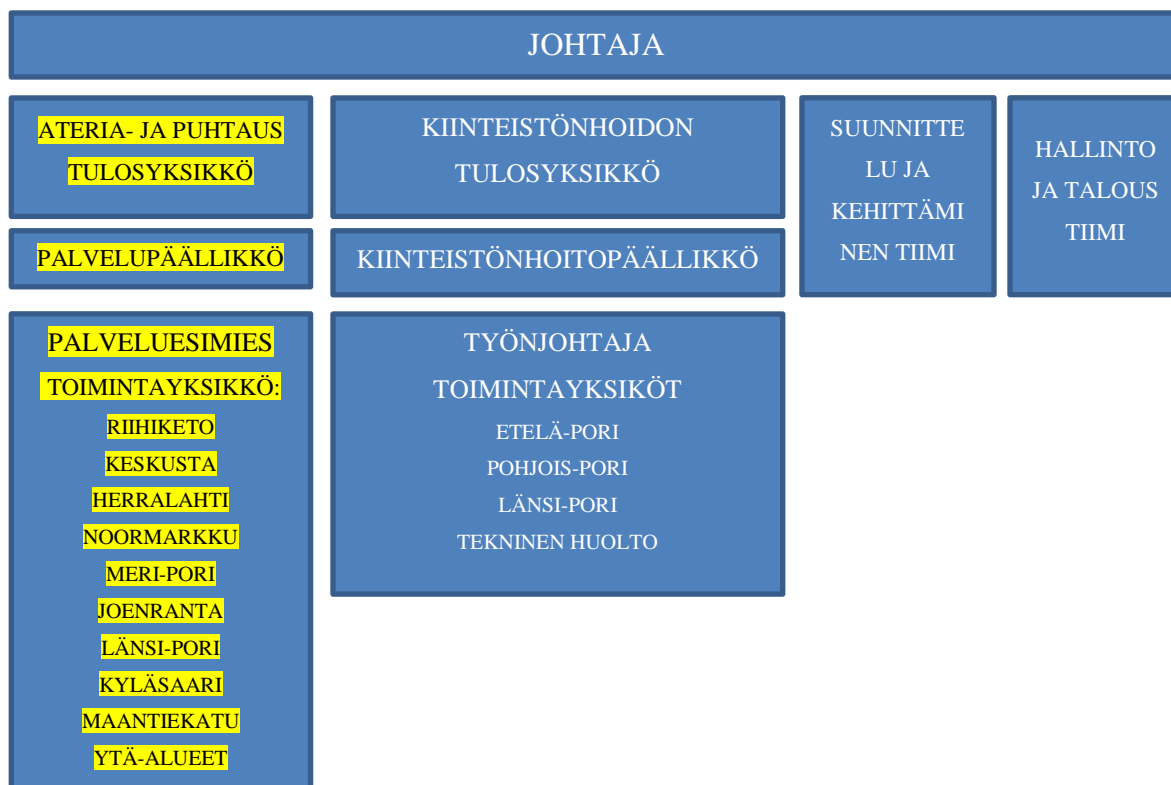 JOHTAJA
ATERIA- JA PUHTAUS
TULOSYKSIKKÖ
PALVELUPÄÄLLIKKÖ
PALVELUESIMIES
TOIMINTAYKSIKKÖ:
RIIHIKETO
KESKUSTA
HERRALAHTI
NOORMARKKU
MERI-PORI
JOENRANTA
LÄNSI-PORI
KYLÄSAARI
MAANTIEKATU
YTÄ-ALUEET
KIINTEISTÖNHOIDON
TULOSYKSIKKÖ
KIINTEISTÖNHOITOPÄÄLLIKKÖ
TYÖNJOHTAJA
TOIMINTAYKSIKÖT
ETELÄ-PORI
POHJOIS-PORI
LÄNSI-PORI
TEKNINEN HUOLTO
SUUNNITTE
LU JA
KEHITTÄMI
NEN TIIMI
HALLINTO
JA TALOUS
TIIMI